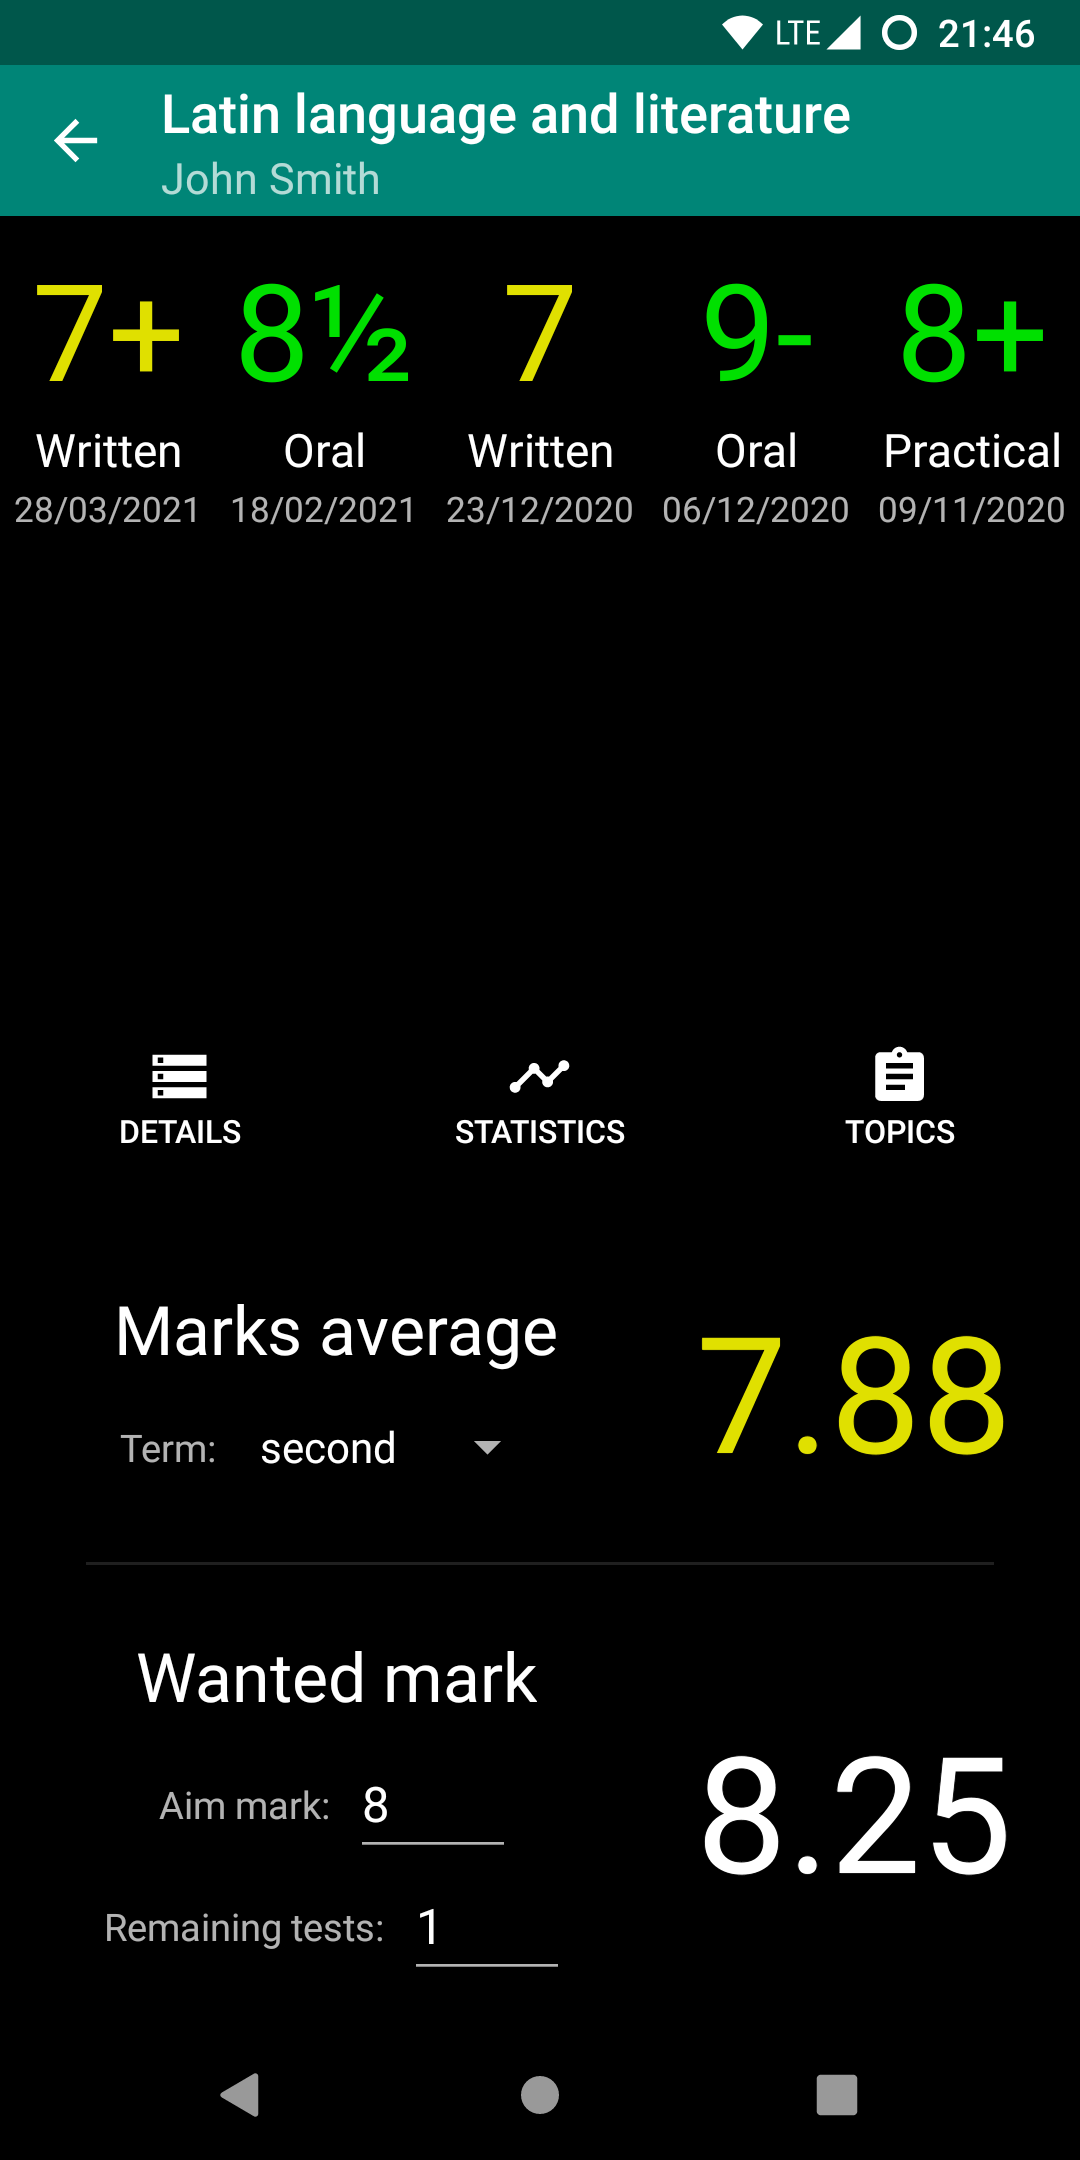 LTE 21:46
Latin language and literature
John Smith
7+ 8½ 7 9- 8+
Written Oral Written Oral Practical
28/03/2021 18/02/2021 23/12/2020 06/12/2020 09/11/2020
DETAILS STATISTICS TOPICS
Marks average
7.88
Term: second
Wanted mark
8.25
Aim mark: 8
Remaining tests: 1